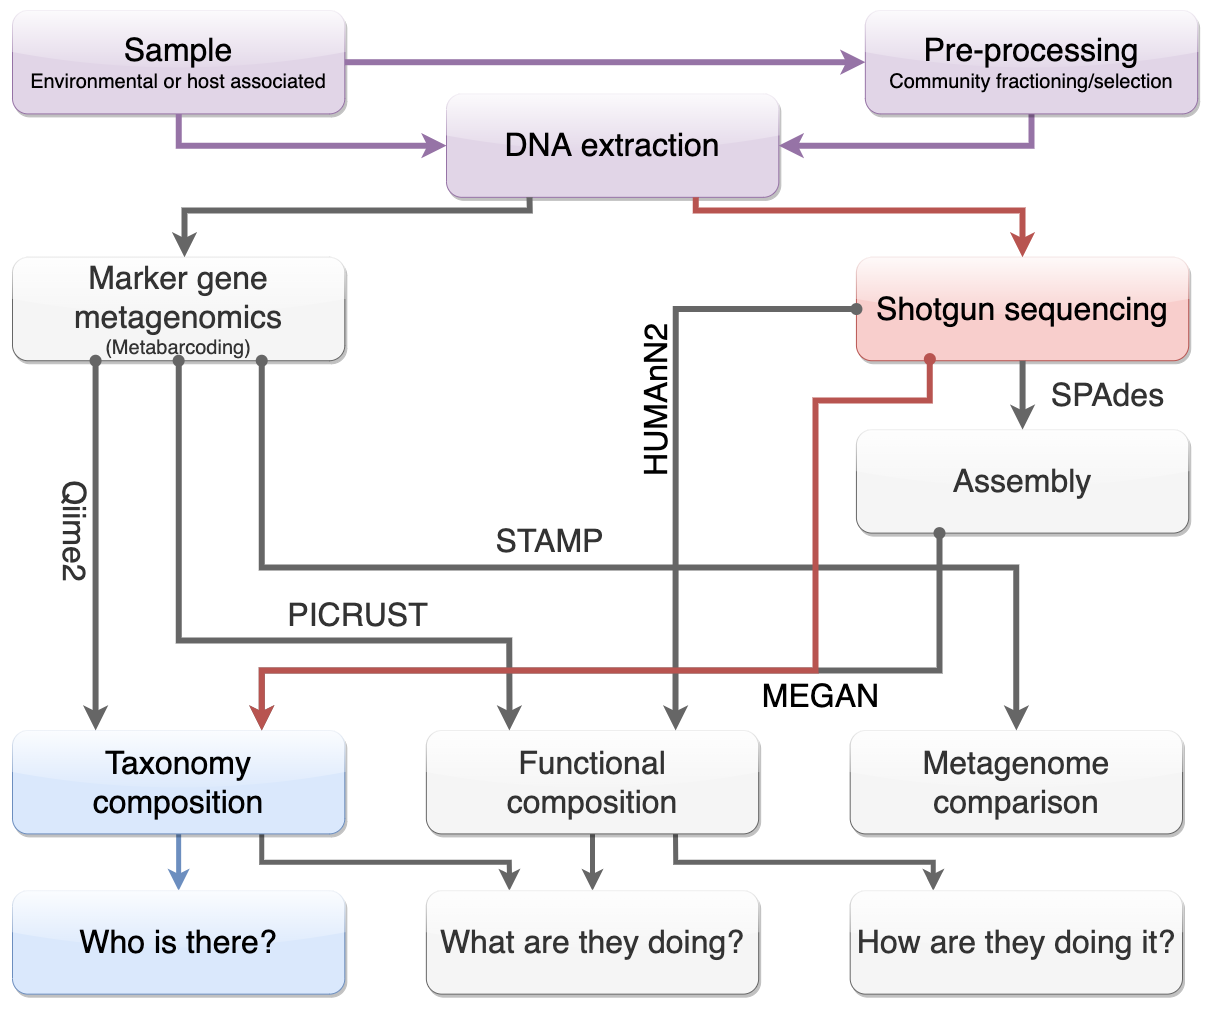 Sample
Environmental or host associated
Pre-processing
Community fractioning/selection
DNA extraction
Marker gene
metagenomics
(Metabarcoding)
Shotgun sequencing
HUMAnN2
SPAdes
Assembly
Qiime2
STAMP
PICRUST
MEGAN
Taxonomy
composition
Functional
composition
Metagenome
comparison
Who is there?
What are they doing?
How are they doing it?